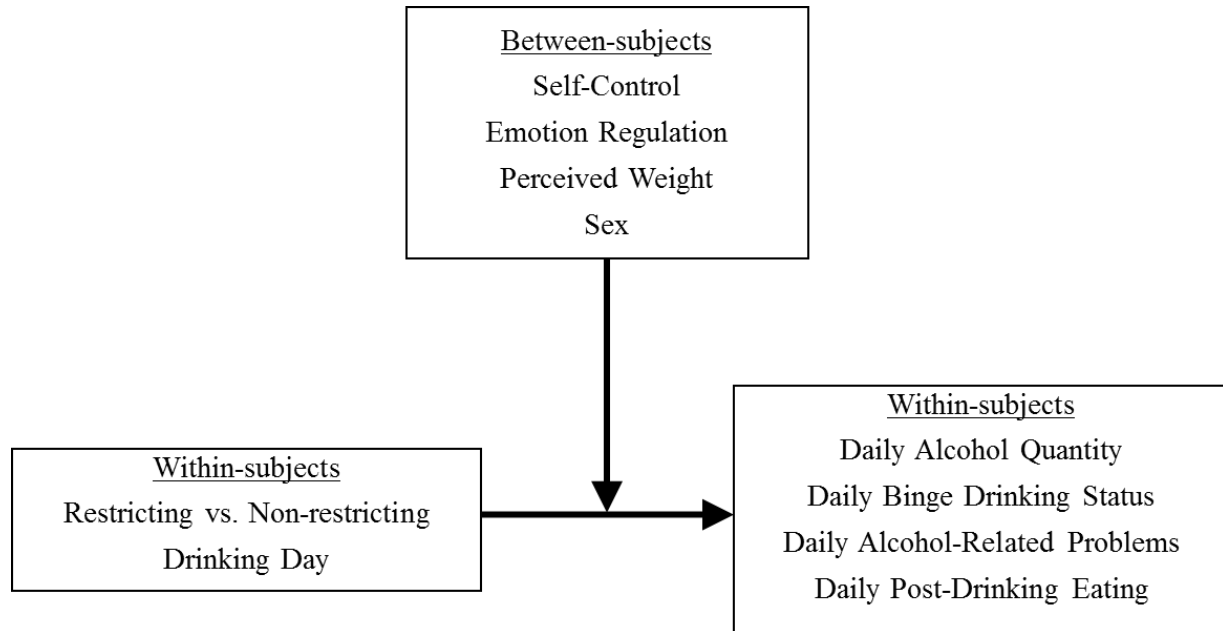 Between-subjects
Self-Control
Emotion Regulation
Perceived Weight
Sex
Within-subjects
Restricting vs. Non-restricting
Drinking Day
Within-subjects
Daily Alcohol Quantity
Daily Binge Drinking Status
Daily Alcohol-Related Problems
Daily Post-Drinking Eating